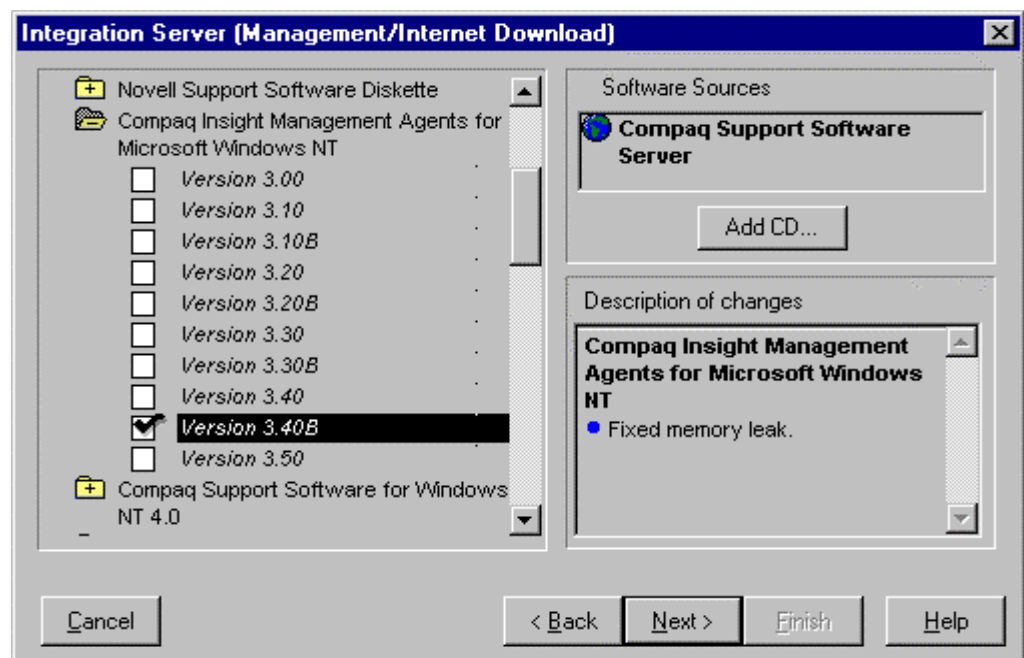 Integration Server (Management/Internet Download)
Novell Support Software Diskette
Compaq Insight Management Agents for
Microsoft Windows NT
Version 3.00
Version 3.10
Version 3.10B
Version 3.20
Version 3.20B
Version 3.30
Version 3.30B
Version 3.40
Version 3.40B
Version 3.50
Compaq Support Software for Windows
NT 4.0
Software Sources
Compaq Support Software
Server
Add CD...
Description of changes
Compaq Insight Management
Agents for Microsoft Windows
NT
Fixed memory leak.
Cancel
< Back
Next >
Finish
Help